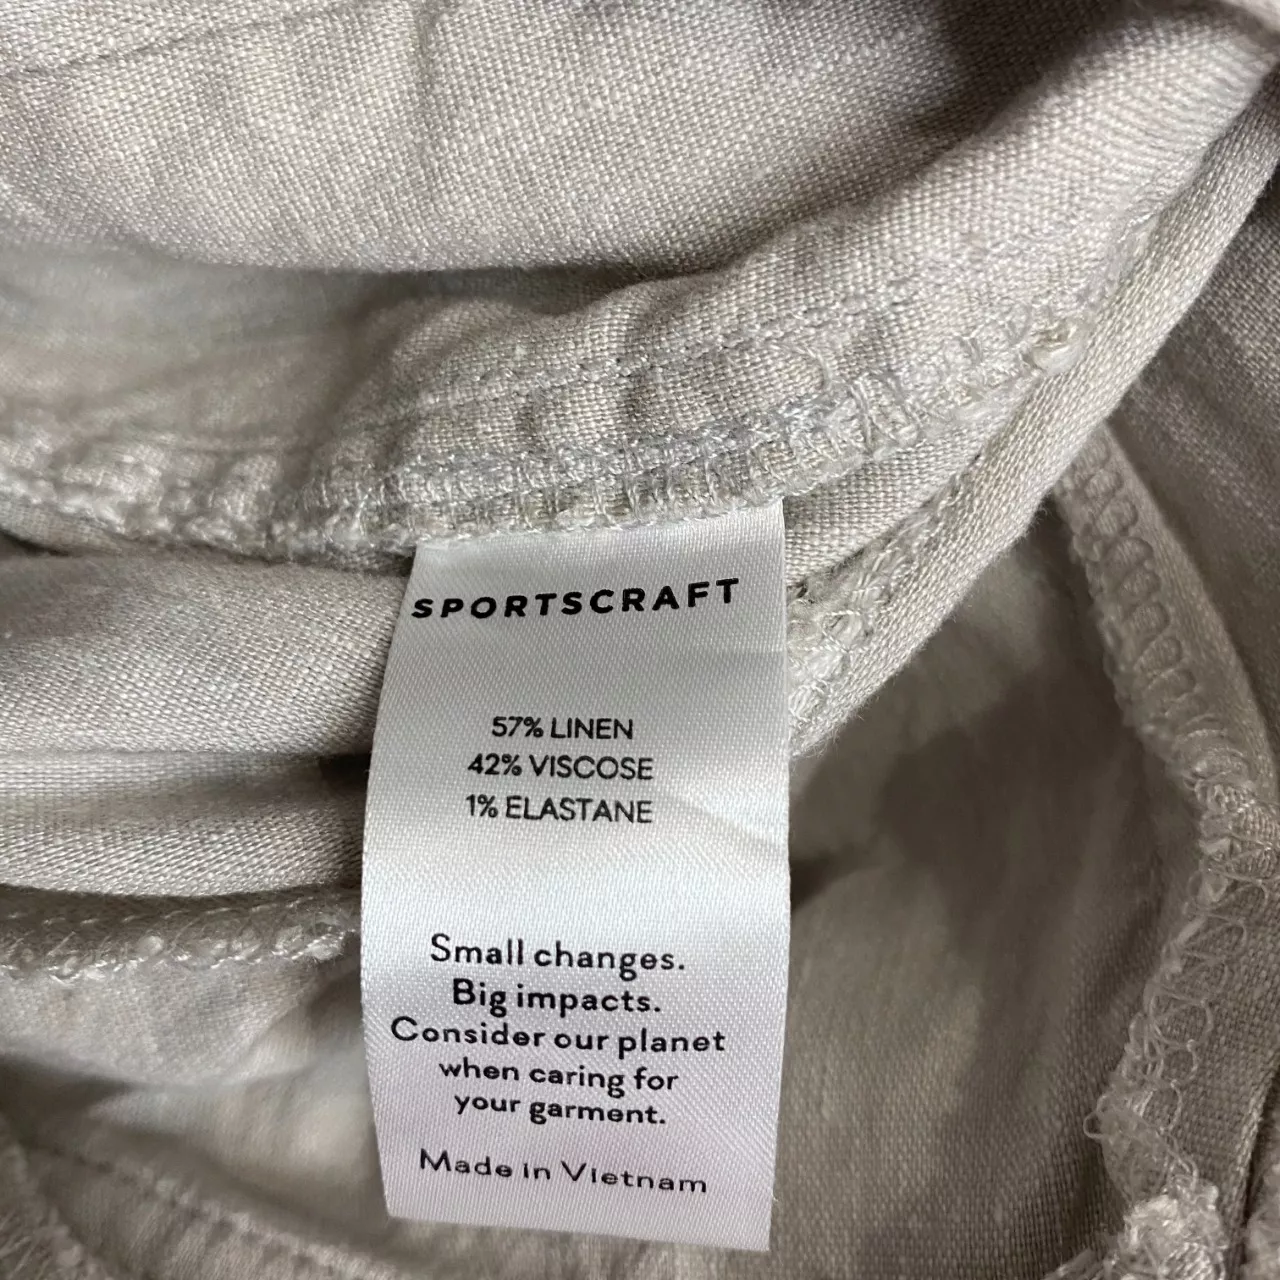 SPORTSCRAFT
57% LINEN
42% VISCOSE
1% ELASTANE
Small changes.
Big impacts.
Consider our planet
when caring for
your garment.
Made in Vietnam